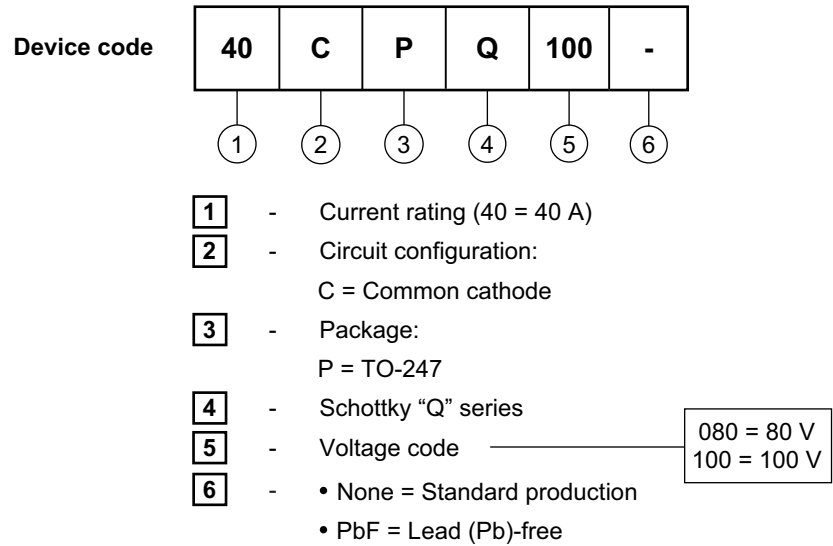 Device code 40 C P Q 100 -
1 2 3 4 5 6
1 - Current rating (40 = 40 A)
2 - Circuit configuration:
C = Common cathode
3 - Package:
P = TO-247
4 - Schottky “Q” series
5 - Voltage code
080 = 80 V
100 = 100 V
6 - • None = Standard production
• PbF = Lead (Pb)-free